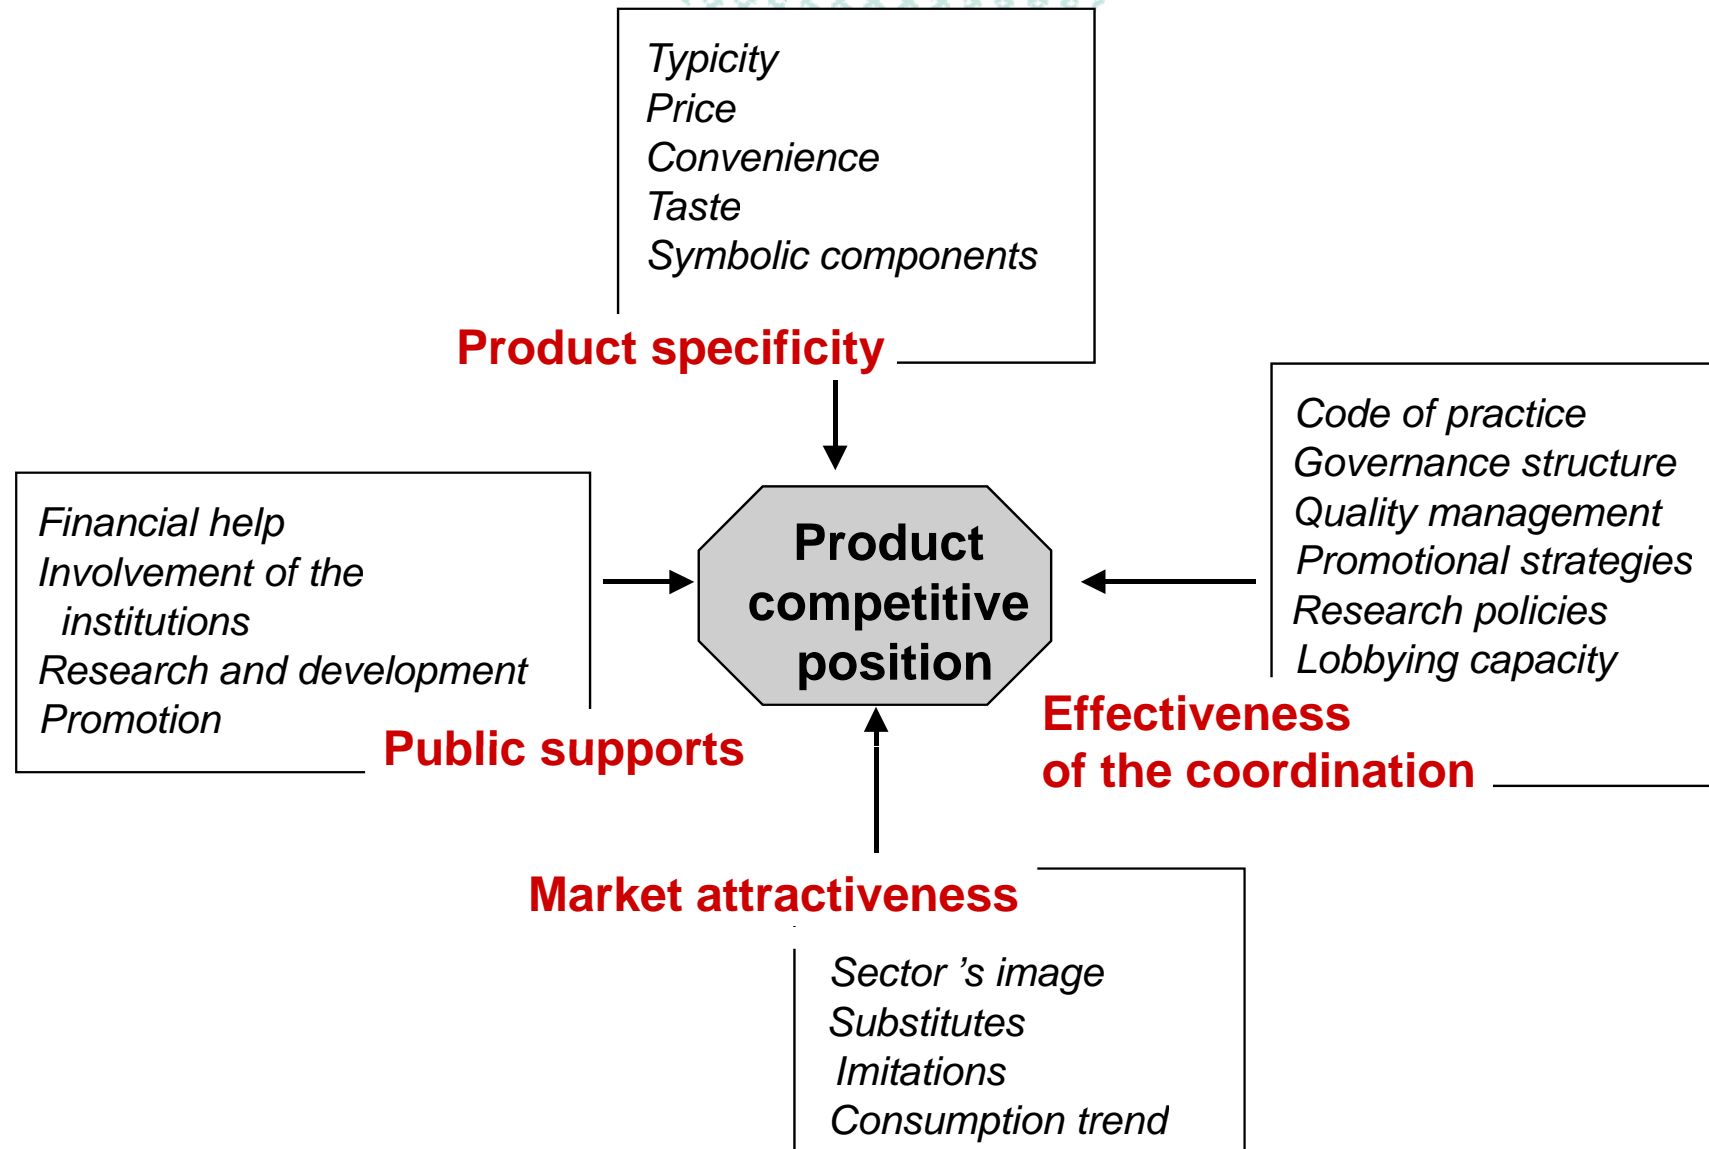 Typicity
Price
Convenience
Taste
Symbolic components
Product specificity
Financial help
Involvement of the
institutions
Research and development
Promotion
Public supports
Product
competitive
position
Code of practice
Governance structure
Quality management
Promotional strategies
Research policies
Lobbying capacity
Effectiveness
of the coordination
Market attractiveness
Sector ’s image
Substitutes
Imitations
Consumption trend